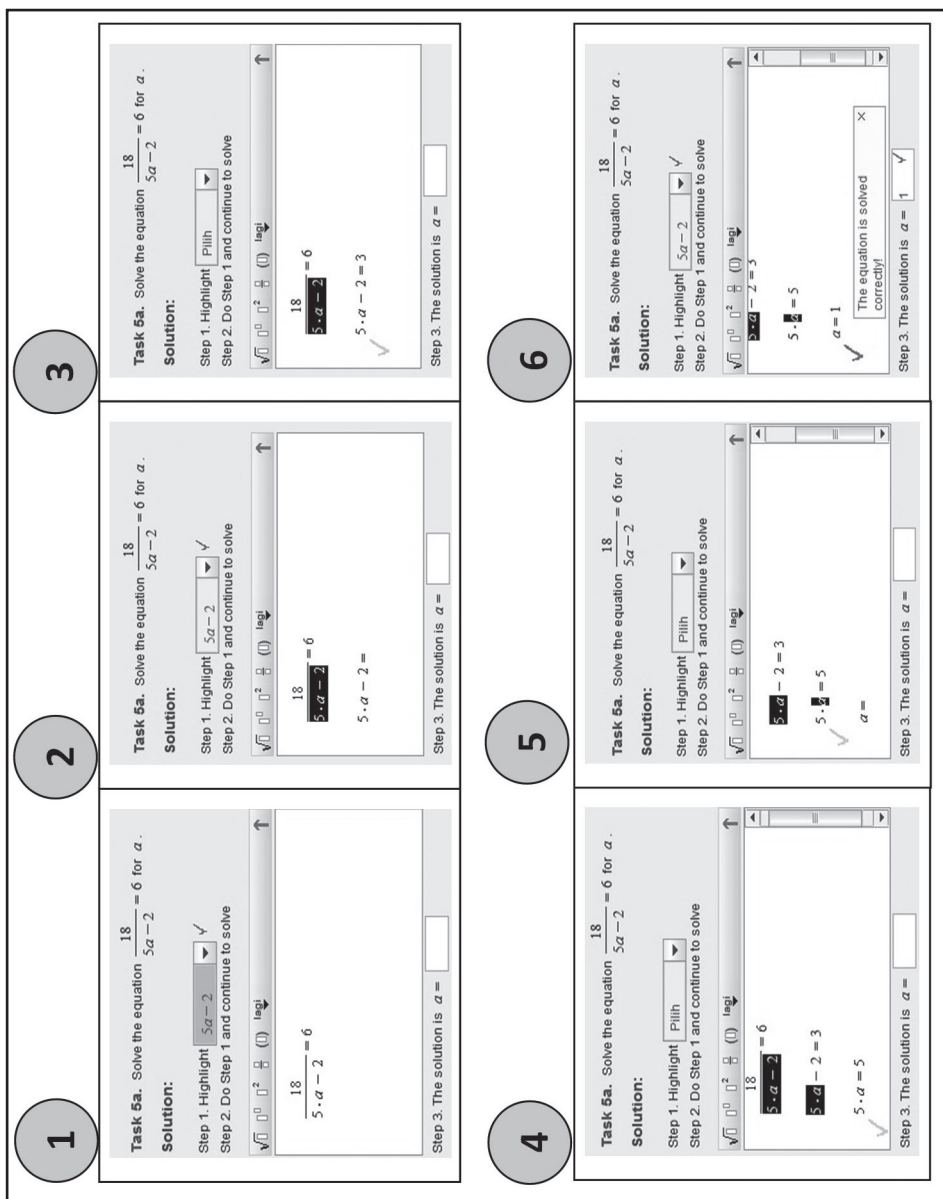 1
Task 5a. Solve the equation 18/(5a − 2) = 6 for a.
Solution:
Step 1. Highlight 5a − 2 ✓
Step 2. Do Step 1 and continue to solve
√▯ ▯^▯ ▯² ▯/▯ (▯) lagi
18/(5 · a − 2) = 6
Step 3. The solution is a =
2
Task 5a. Solve the equation 18/(5a − 2) = 6 for a.
Solution:
Step 1. Highlight 5a − 2 ✓
Step 2. Do Step 1 and continue to solve
√▯ ▯^▯ ▯² ▯/▯ (▯) lagi
18/(5 · a − 2) = 6
5 · a − 2 =
Step 3. The solution is a =
3
Task 5a. Solve the equation 18/(5a − 2) = 6 for a.
Solution:
Step 1. Highlight Pilih
Step 2. Do Step 1 and continue to solve
√▯ ▯^▯ ▯² ▯/▯ (▯) lagi
18/(5 · a − 2) = 6
5 · a − 2 = 3
✓
Step 3. The solution is a =
4
Task 5a. Solve the equation 18/(5a − 2) = 6 for a.
Solution:
Step 1. Highlight Pilih
Step 2. Do Step 1 and continue to solve
√▯ ▯^▯ ▯² ▯/▯ (▯) lagi
18/(5 · a − 2) = 6
5 · a − 2 = 3
5 · a = 5
✓
Step 3. The solution is a =
5
Task 5a. Solve the equation 18/(5a − 2) = 6 for a.
Solution:
Step 1. Highlight Pilih
Step 2. Do Step 1 and continue to solve
√▯ ▯^▯ ▯² ▯/▯ (▯) lagi
5 · a − 2 = 3
5 · a = 5
✓
a =
Step 3. The solution is a =
6
Task 5a. Solve the equation 18/(5a − 2) = 6 for a.
Solution:
Step 1. Highlight 5a − 2 ✓
Step 2. Do Step 1 and continue to solve
√▯ ▯^▯ ▯² ▯/▯ (▯) lagi
5 · a − 2 = 3
5 · a = 5
a = 1
✓
The equation is solved ×
correctly!
Step 3. The solution is a = 1 ✓